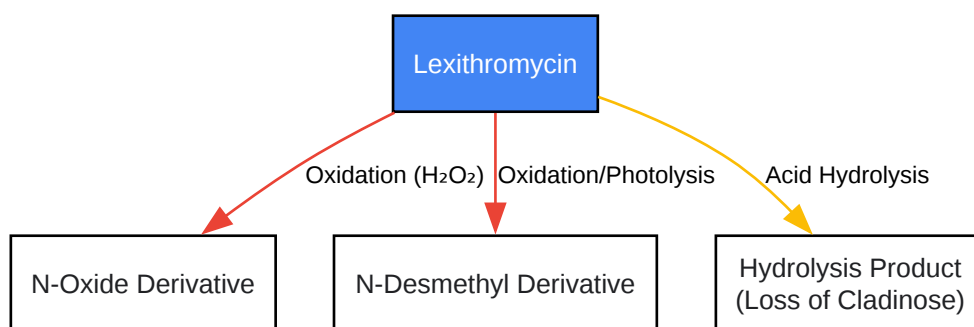 Lexithromycin
Oxidation (H₂O₂)
Oxidation/Photolysis
Acid Hydrolysis
N-Oxide Derivative
N-Desmethyl Derivative
Hydrolysis Product
(Loss of Cladinose)